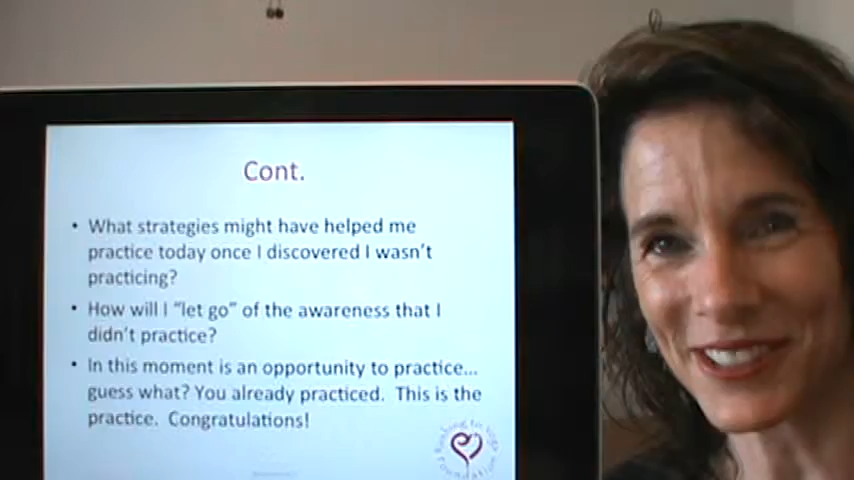 Cont.
• What strategies might have helped me
practice today once I discovered I wasn't
practicing?
• How will I "let go" of the awareness that I
didn't practice?
• In this moment is an opportunity to practice...
guess what? You already practiced. This is the
practice. Congratulations!